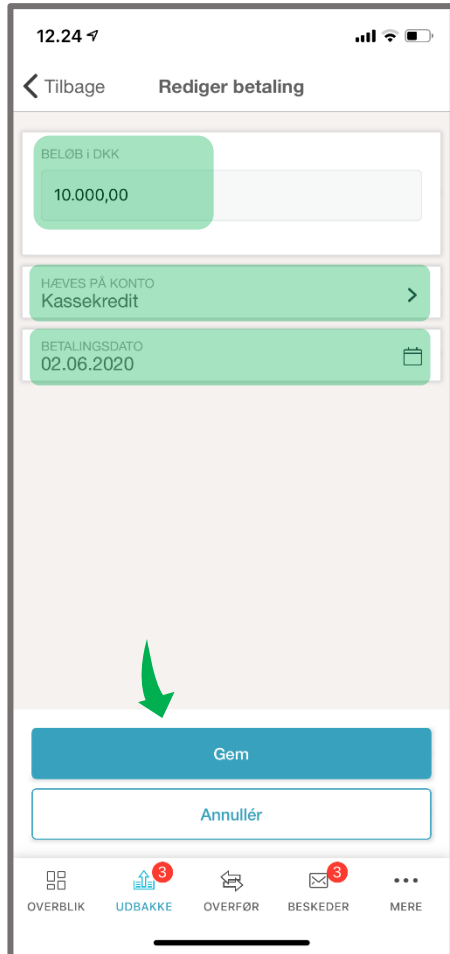 12.24
Tilbage
Rediger betaling
BELØB i DKK
10.000,00
HÆVES PÅ KONTO
Kassekredit
BETALINGSDATO
02.06.2020
Gem
Annullér
3
3
OVERBLIK
UDBAKKE
OVERFØR
BESKEDER
MERE